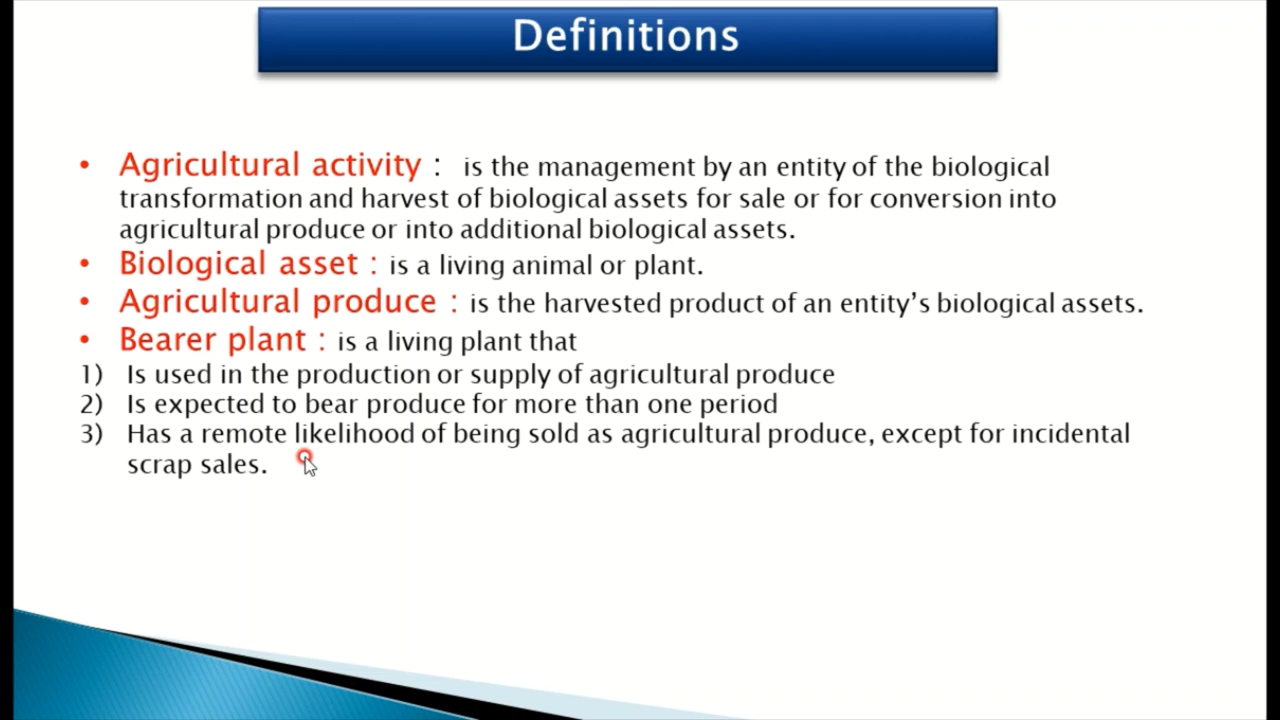 Definitions
• Agricultural activity : is the management by an entity of the biological
transformation and harvest of biological assets for sale or for conversion into
agricultural produce or into additional biological assets.
• Biological asset : is a living animal or plant.
• Agricultural produce : is the harvested product of an entity's biological assets.
• Bearer plant : is a living plant that
1) Is used in the production or supply of agricultural produce
2) Is expected to bear produce for more than one period
3) Has a remote likelihood of being sold as agricultural produce, except for incidental
scrap sales.